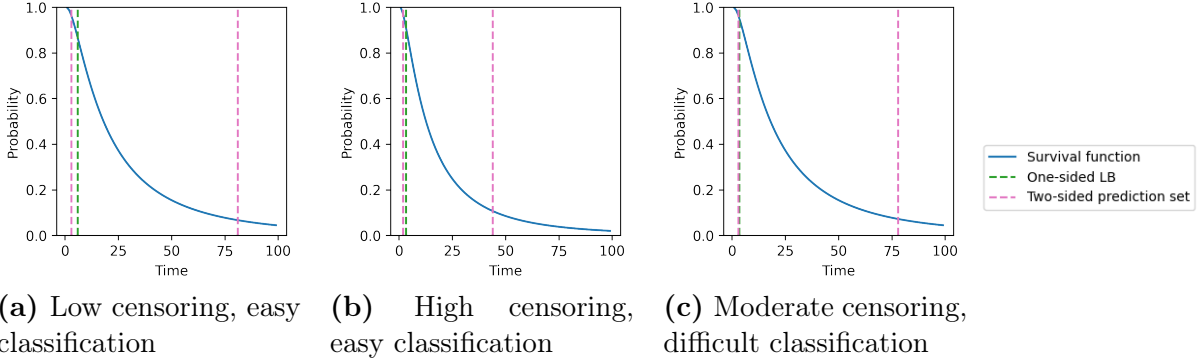 1.0
0.8
0.6
0.4
0.2
0.0
Probability
0 25 50 75 100
Time
1.0
0.8
0.6
0.4
0.2
0.0
Probability
0 25 50 75 100
Time
1.0
0.8
0.6
0.4
0.2
0.0
Probability
0 25 50 75 100
Time
Survival function
One-sided LB
Two-sided prediction set
(a) Low censoring, easy
classification
(b) High censoring,
easy classification
(c) Moderate censoring,
difficult classification